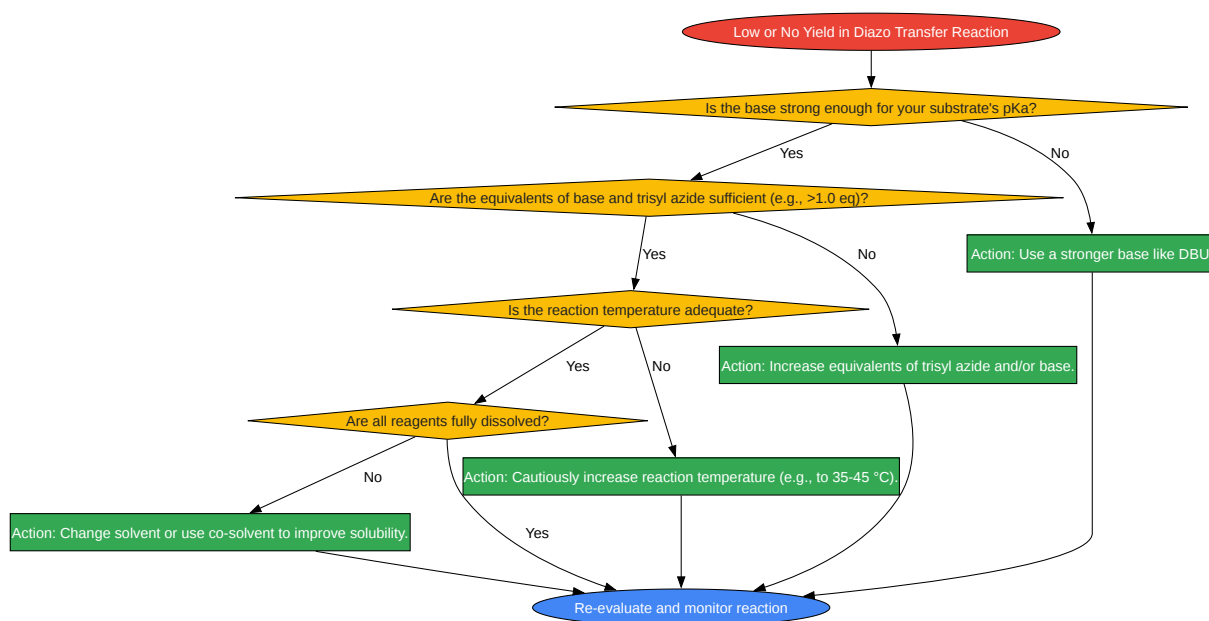 Low or No Yield in Diazo Transfer Reaction
Is the base strong enough for your substrate's pKa?
Yes
No
Are the equivalents of base and trisyl azide sufficient (e.g., >1.0 eq)?
Yes
No
Action: Use a stronger base like DBU
Is the reaction temperature adequate?
Yes
No
Action: Increase equivalents of trisyl azide and/or base.
Are all reagents fully dissolved?
No
Action: Cautiously increase reaction temperature (e.g., to 35-45 °C).
Action: Change solvent or use co-solvent to improve solubility.
Yes
Re-evaluate and monitor reaction